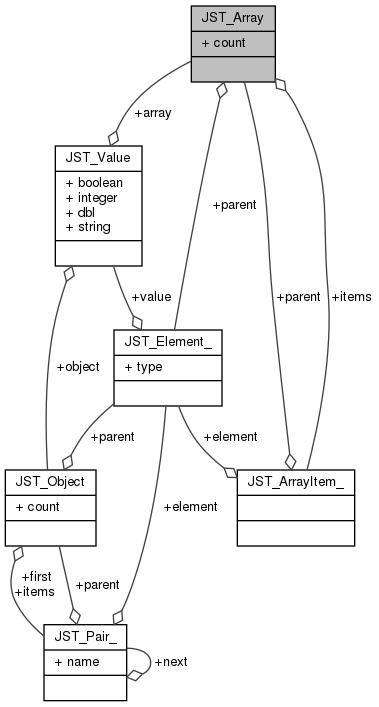 JST_Array
+ count
+array
JST_Value
+ boolean
+ integer
+ dbl
+ string
+parent
+value
+parent
+items
JST_Element_
+ type
+object
+parent
+element
JST_Object
+ count
JST_ArrayItem_
+element
+first
+items
+parent
JST_Pair_
+ name
+next